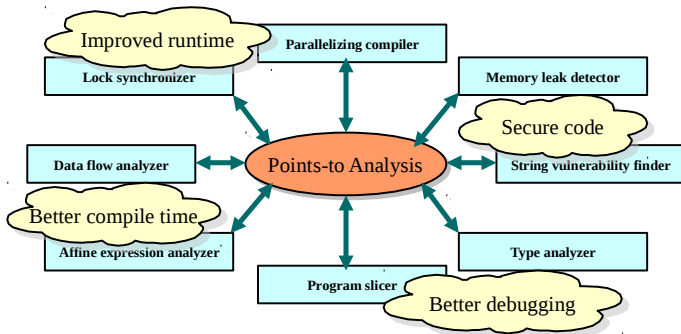 Improved runtime
Parallelizing compiler
Lock synchronizer
Memory leak detector
Secure code
Data flow analyzer
Points-to Analysis
String vulnerability finder
Better compile time
Affine expression analyzer
Type analyzer
Program slicer
Better debugging